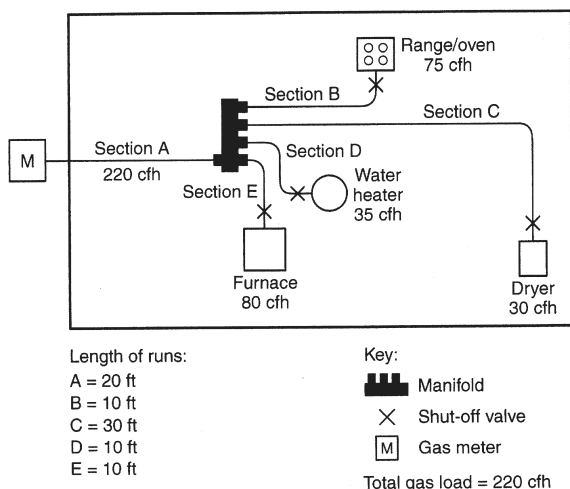 Range/oven
75 cfh
Section B
Section C
Section A
220 cfh
M
Section D
Water
heater
35 cfh
Section E
Furnace
80 cfh
Dryer
30 cfh
Length of runs:
A = 20 ft
B = 10 ft
C = 30 ft
D = 10 ft
E = 10 ft
Key:
Manifold
Shut-off valve
M Gas meter
Total gas load = 220 cfh